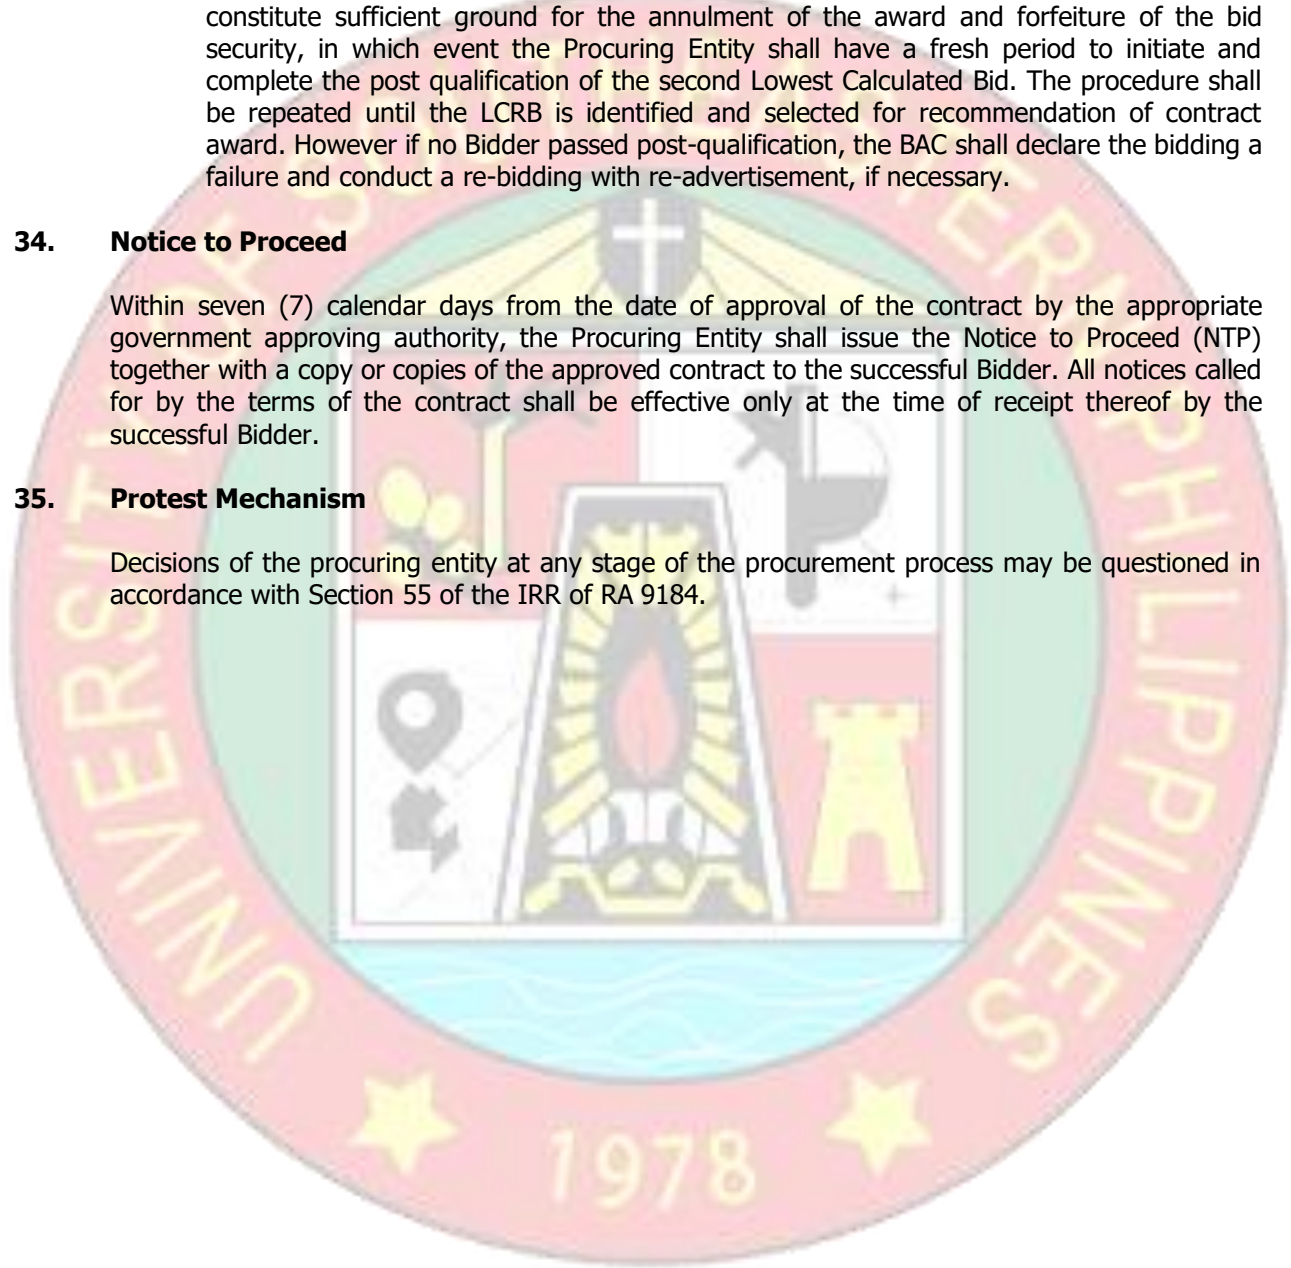 constitute sufficient ground for the annulment of the award and forfeiture of the bid
security, in which event the Procuring Entity shall have a fresh period to initiate and
complete the post qualification of the second Lowest Calculated Bid. The procedure shall
be repeated until the LCRB is identified and selected for recommendation of contract
award. However if no Bidder passed post-qualification, the BAC shall declare the bidding a
failure and conduct a re-bidding with re-advertisement, if necessary.
34. Notice to Proceed
Within seven (7) calendar days from the date of approval of the contract by the appropriate
government approving authority, the Procuring Entity shall issue the Notice to Proceed (NTP)
together with a copy or copies of the approved contract to the successful Bidder. All notices called
for by the terms of the contract shall be effective only at the time of receipt thereof by the
successful Bidder.
35. Protest Mechanism
Decisions of the procuring entity at any stage of the procurement process may be questioned in
accordance with Section 55 of the IRR of RA 9184.
UNIVERSITY OF SOUTHEASTERN PHILIPPINES
1978